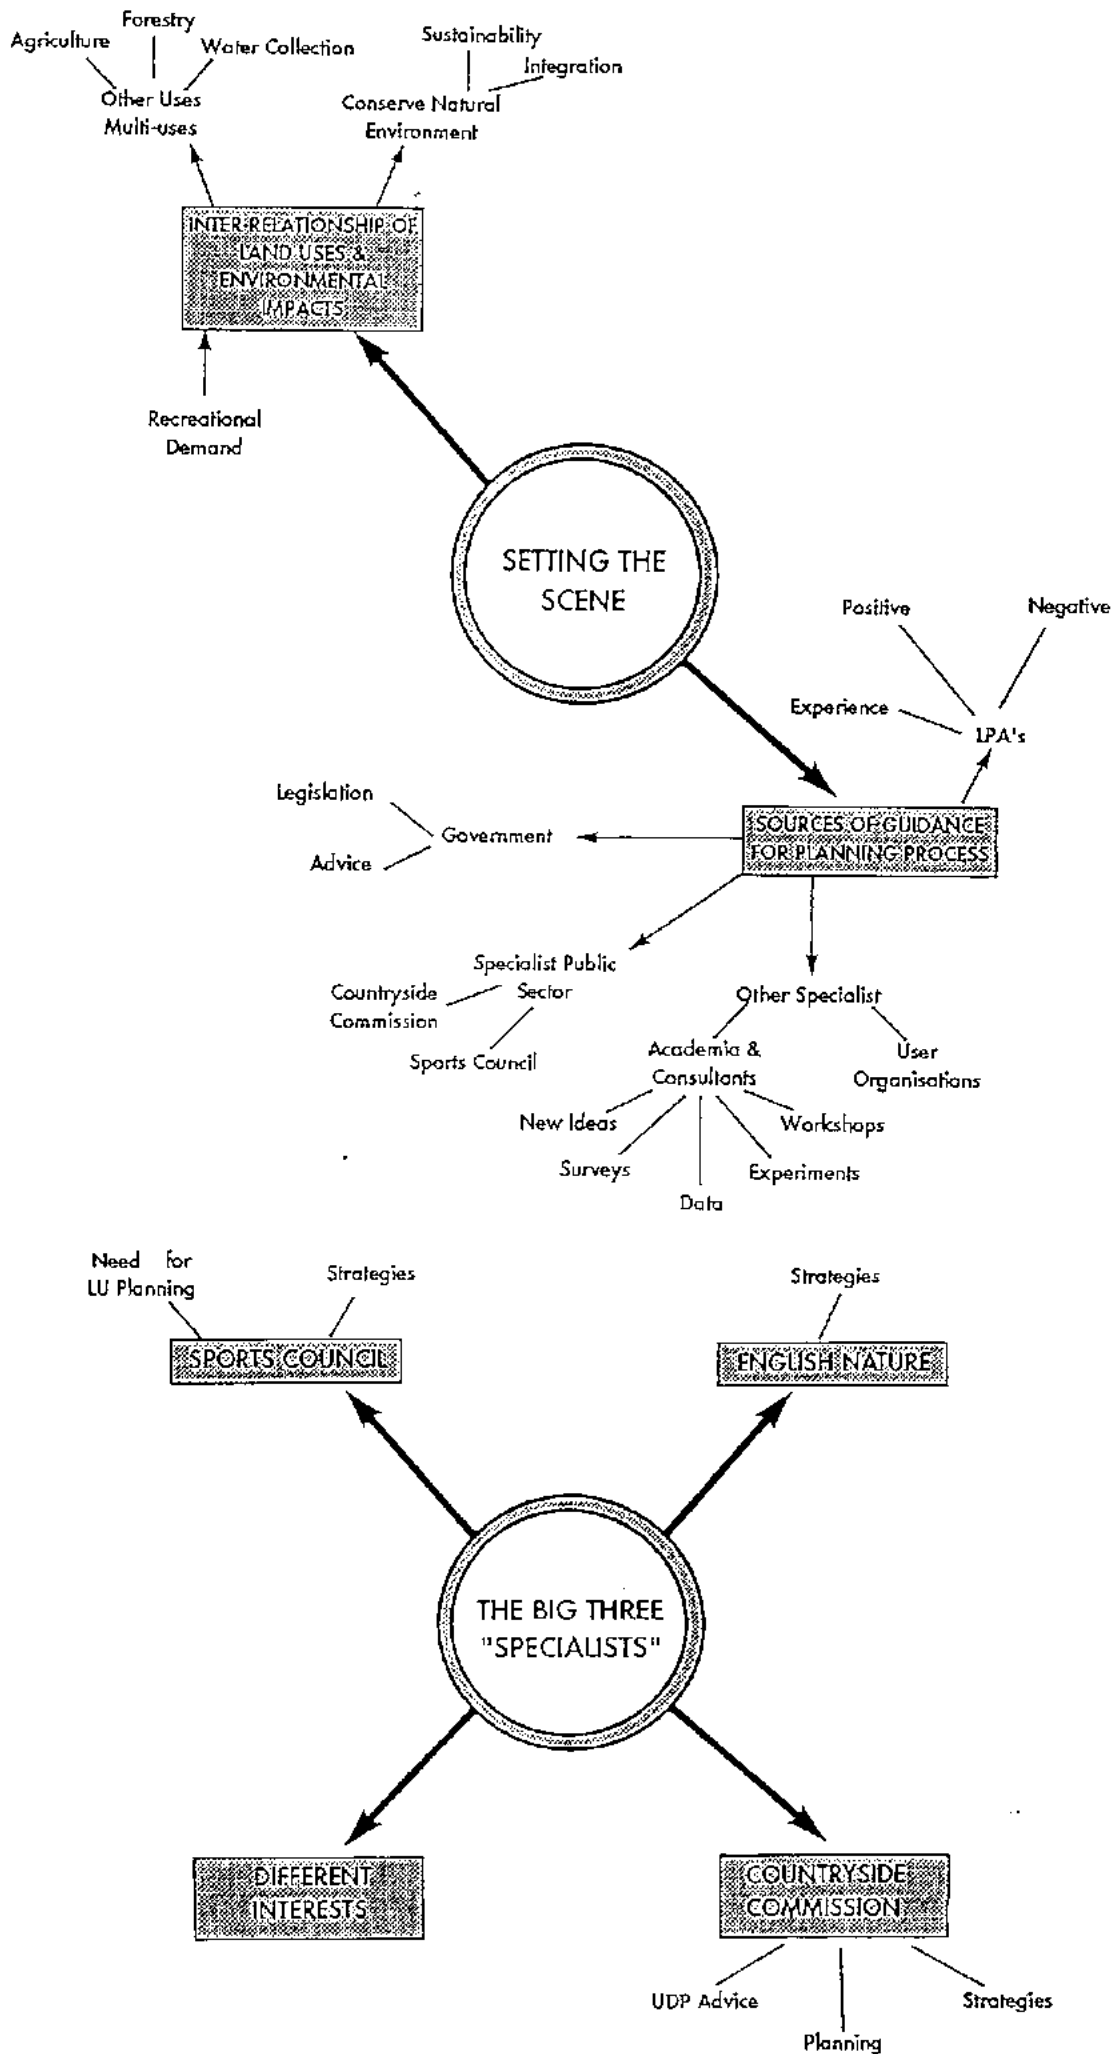 Forestry
Agriculture
Water Collection
Other Uses
Multi-uses
Sustainability
Integration
Conserve Natural
Environment
INTER-RELATIONSHIP OF
LAND USES &
ENVIRONMENTAL
IMPACTS
Recreational
Demand
SETTING THE
SCENE
Positive
Negative
Experience
LPA's
SOURCES OF GUIDANCE
FOR PLANNING PROCESS
Legislation
Government
Advice
Specialist Public
Sector
Countryside
Commission
Sports Council
Other Specialist
Academia &
Consultants
User
Organisations
New Ideas
Surveys
Data
Experiments
Workshops
Need for
LU Planning
Strategies
SPORTS COUNCIL
Strategies
ENGLISH NATURE
THE BIG THREE
"SPECIALISTS"
DIFFERENT
INTERESTS
COUNTRYSIDE
COMMISSION
UDP Advice
Planning
Strategies